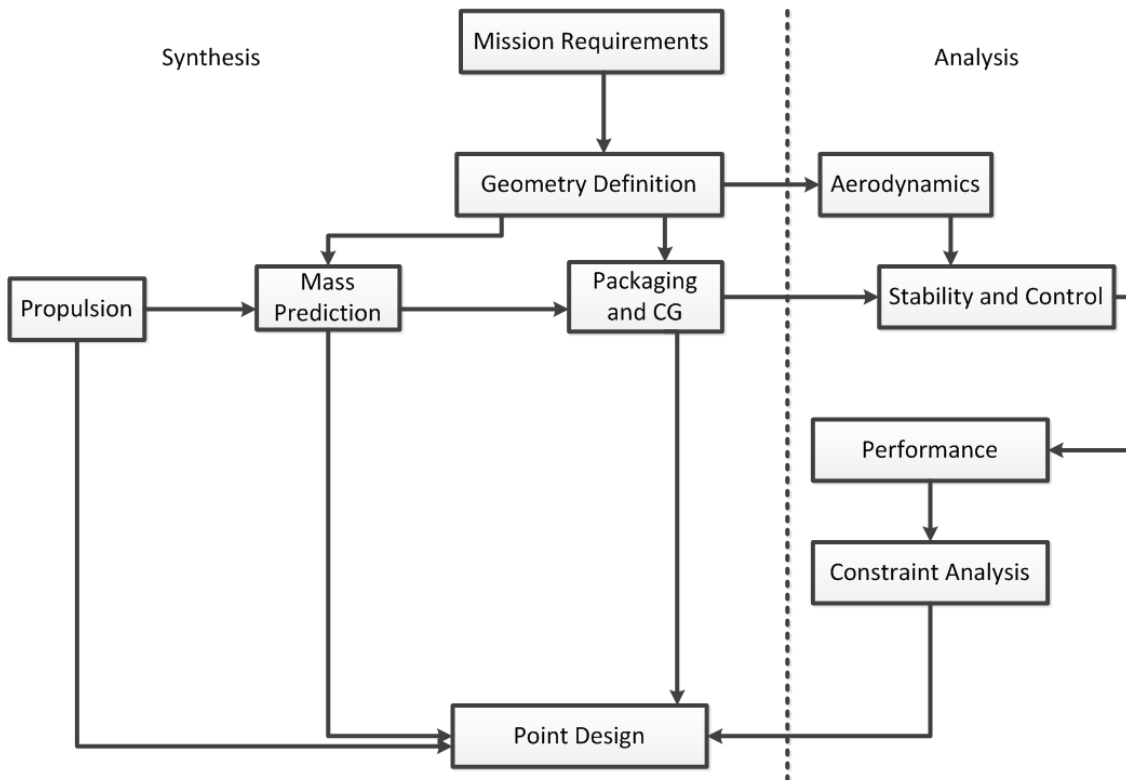 Mission Requirements
Synthesis
Analysis
Geometry Definition
Aerodynamics
Propulsion
Mass
Prediction
Packaging
and CG
Stability and Control
Performance
Constraint Analysis
Point Design